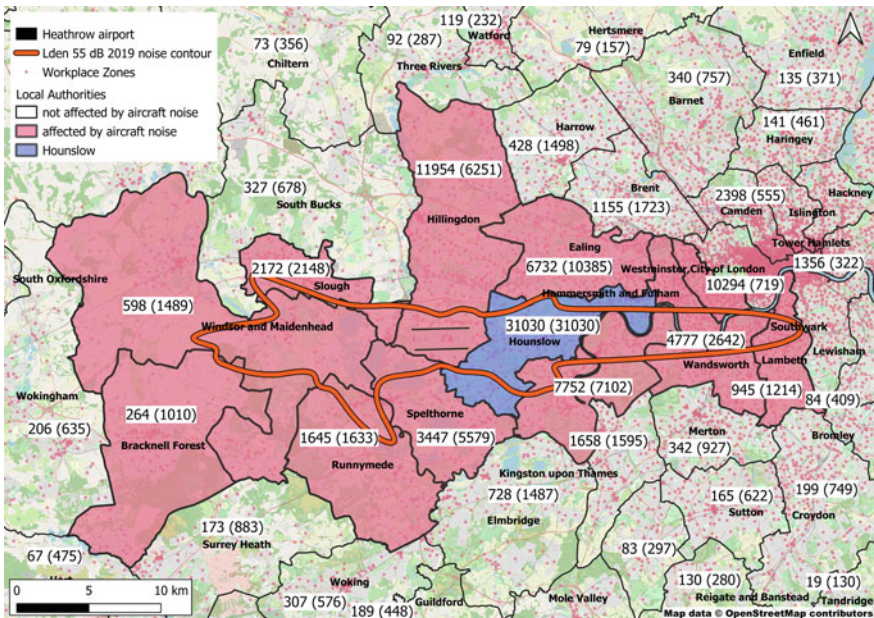 Heathrow airport
Lden 55 dB 2019 noise contour
Workplace Zones
Local Authorities
not affected by aircraft noise
affected by aircraft noise
Hounslow
119 (232)
Watford
Hertsmere
73 (356)
Chiltern
92 (287)
Three Rivers
79 (157)
Enfield
135 (371)
340 (757)
Barnet
Harrow
428 (1498)
141 (461)
Haringey
11954 (6251)
Hillingdon
327 (678)
South Bucks
Brent
1155 (1723)
2398 (555)
Camden
Hackney
Islington
Ealing
6732 (10385)
Tower Hamlets
1356 (322)
South Oxfordshire
2172 (2148)
Slough
Westminster,City of London
10294 (719)
Hammersmith and Fulham
598 (1489)
Windsor and Maidenhead
31030 (31030)
Hounslow
4777 (2642)
Southwark
Wandsworth
Lambeth
Lewisham
Wokingham
206 (635)
264 (1010)
Bracknell Forest
7752 (7102)
945 (1214)
84 (409)
Spelthorne
3447 (5579)
1645 (1633)
Runnymede
1658 (1595)
Merton
342 (927)
Bromley
Kingston upon Thames
728 (1487)
Elmbridge
165 (622)
Sutton
199 (749)
Croydon
173 (883)
Surrey Heath
67 (475)
83 (297)
Woking
307 (576)
189 (448)
Guildford
Mole Valley
130 (280)
Reigate and Banstead
19 (130)
Tandridge
0 5 10 km
Map data © OpenStreetMap contributors